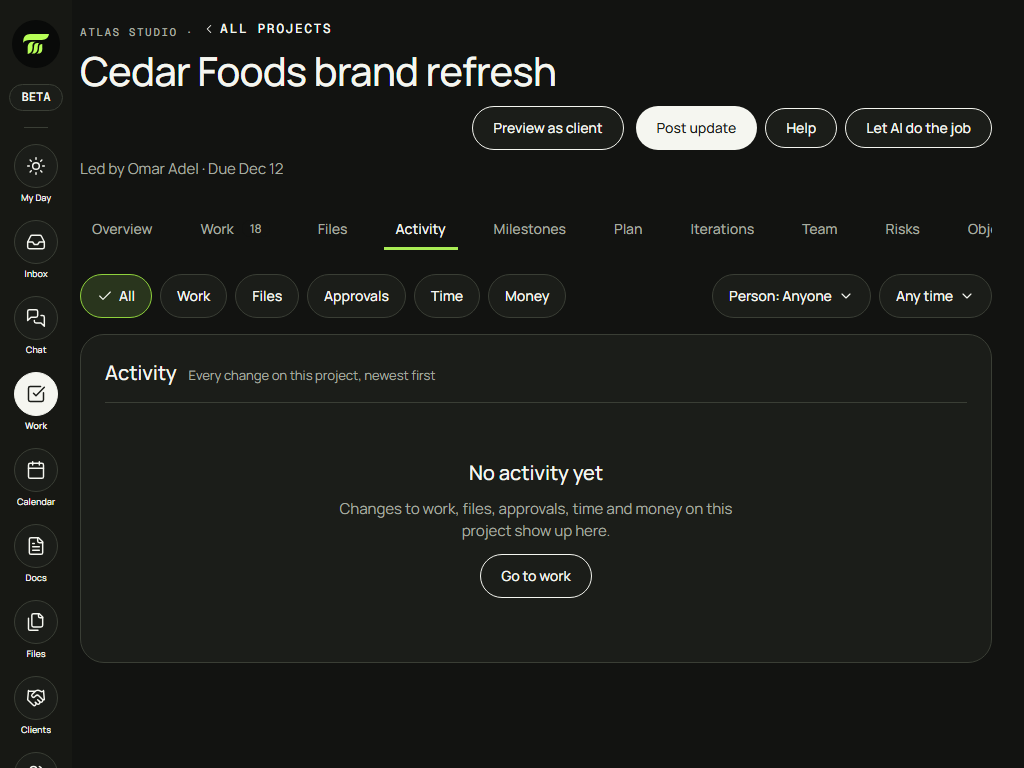 ATLAS STUDIO ·
ALL PROJECTS
Cedar Foods brand refresh
Preview as client
Post update
Help
Let AI do the job
Led by Omar Adel · Due Dec 12
BETA
My Day
Inbox
Chat
Work
Calendar
Docs
Files
Clients
Overview
Work 18
Files
Activity
Milestones
Plan
Iterations
Team
Risks
All
Work
Files
Approvals
Time
Money
Person: Anyone
Any time
Activity
Every change on this project, newest first
No activity yet
Changes to work, files, approvals, time and money on this
project show up here.
Go to work